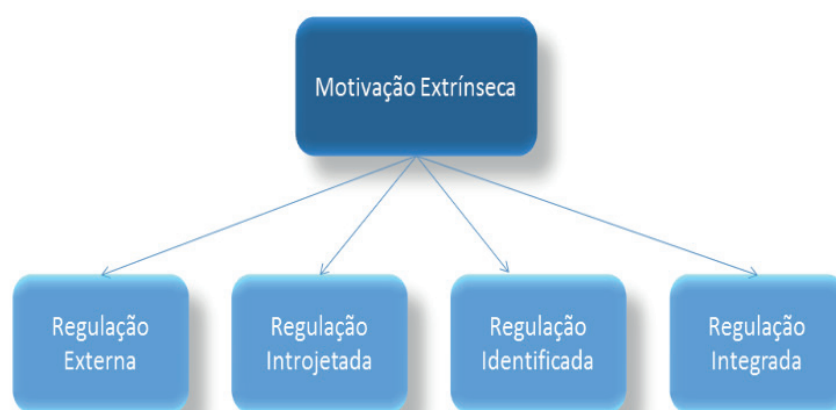 Motivação Extrínseca
Regulação
Externa
Regulação
Introjetada
Regulação
Identificada
Regulação
Integrada